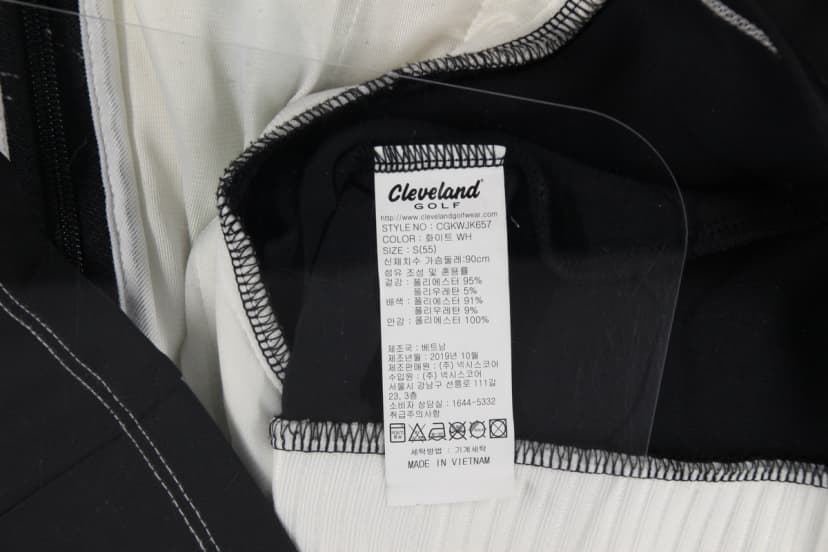 Cleveland
GOLF
http://www.clevelandgolfwear.com
STYLE NO : CGKWJK657
COLOR : 화이트 WH
SIZE : S(55)
신체치수 가슴둘레:90cm
섬유 조성 및 혼용률
겉감 : 폴리에스터 95%
폴리우레탄 5%
배색 : 폴리에스터 91%
폴리우레탄 9%
안감 : 폴리에스터 100%
제조국 : 베트남
제조년월 : 2019년 10월
제조판매원 : (주) 넥시스코어
수입원 : (주) 넥시스코어
서울시 강남구 선릉로 111길
23, 3층
소비자 상담실 : 1644-5332
취급주의사항
세탁방법 : 기계세탁
MADE IN VIETNAM